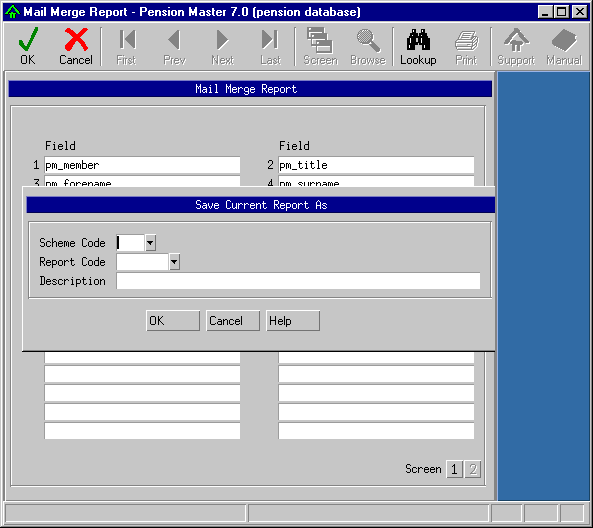 Mail Merge Report - Pension Master 7.0 (pension database)
OK Cancel First Prev Next Last Screen Browse Lookup Print Support Manual
Mail Merge Report
Field Field
1 pm_member 2 pm_title
3 pm_forename 4 pm_surname
Save Current Report As
Scheme Code
Report Code
Description
OK Cancel Help
Screen 1 2